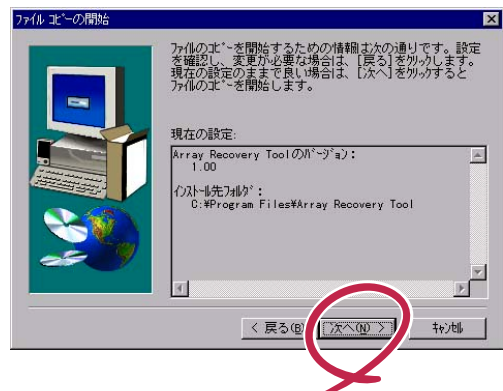 ファイル コピーの開始
ファイルのコピーを開始するための情報は次の通りです。設定
を確認し、変更が必要な場合は、[戻る]をクリックします。
現在の設定のままで良い場合は、[次へ]をクリックすると
ファイルのコピーを開始します。
現在の設定:
Array Recovery Toolのバージョン:
1.00
インストール先フォルダ:
C:¥Program Files¥Array Recovery Tool
< 戻る(B)
次へ(N) >
キャンセル